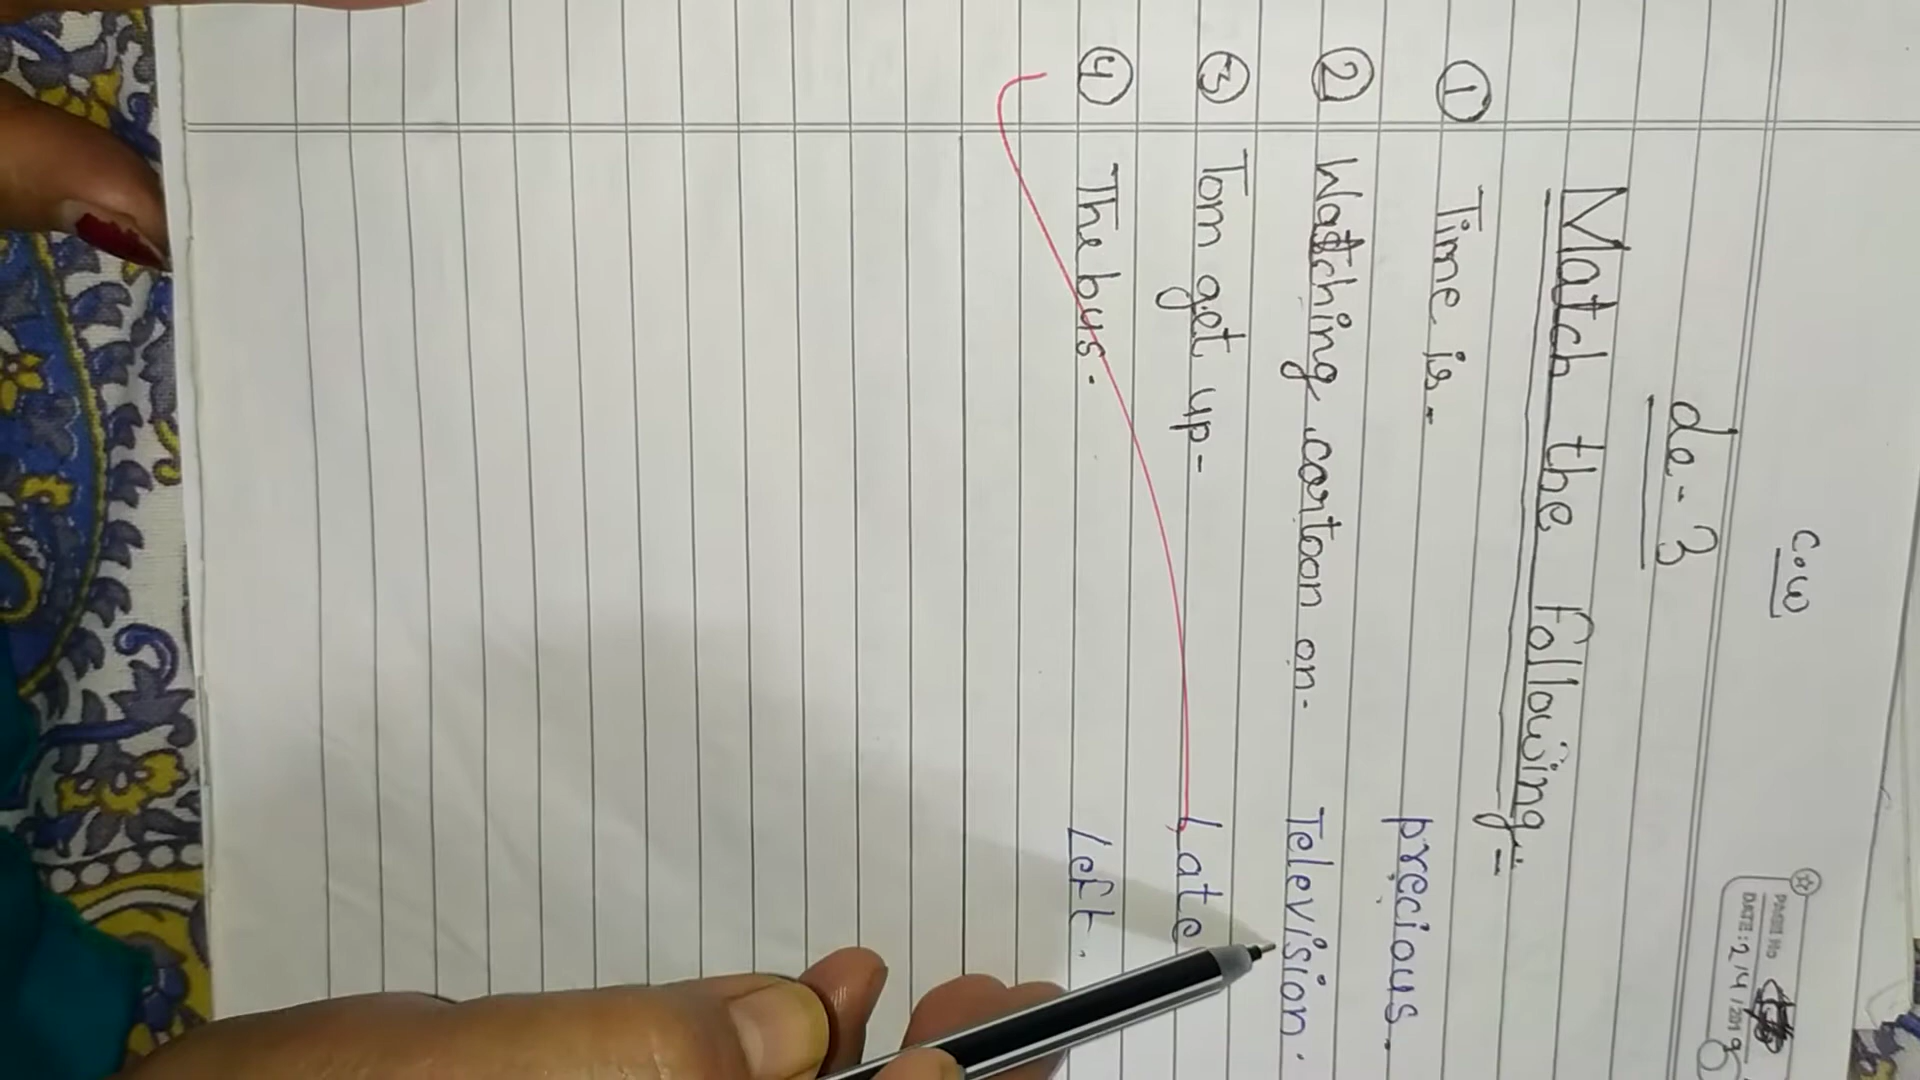 C.W
PAGE No
DATE: 2/4/2019
de-3
Match the following:-
① Time is- precious.
② Watching cartoon on. Television.
③ Tom get up- Late
④ The bus. Left.